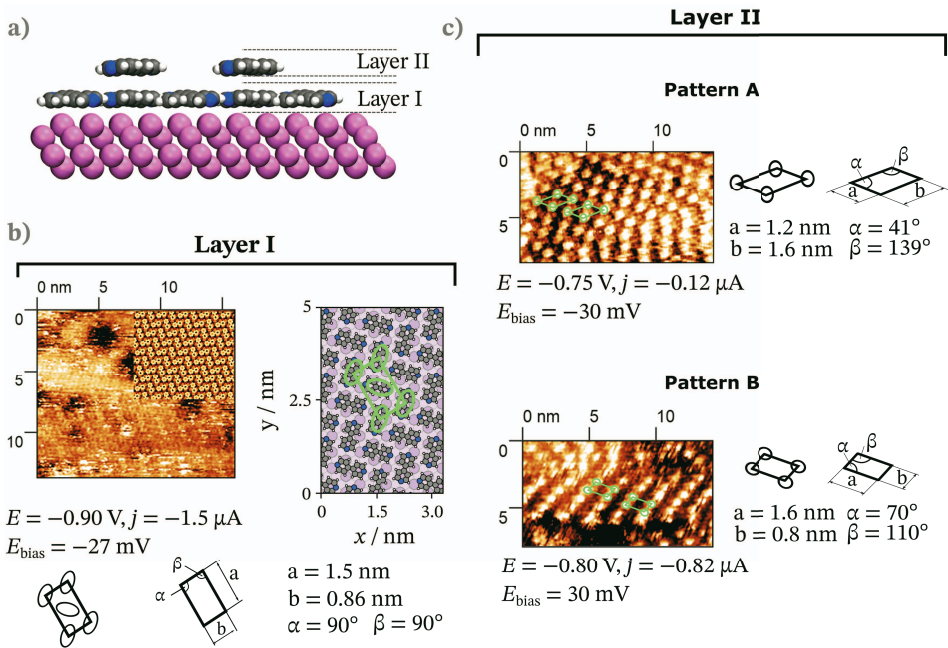 a)
Layer II
Layer I
b)
Layer I
0 nm 5 10
0
5
10
E = −0.90 V, j = −1.5 μA
E_bias = −27 mV
5
2.5
0
y / nm
0 1.5 3.0
x / nm
α β a b
a = 1.5 nm
b = 0.86 nm
α = 90° β = 90°
c)
Layer II
Pattern A
0 nm 5 10
0
5
α β a b
a = 1.2 nm α = 41°
b = 1.6 nm β = 139°
E = −0.75 V, j = −0.12 μA
E_bias = −30 mV
Pattern B
0 nm 5 10
0
5
α β a b
a = 1.6 nm α = 70°
b = 0.8 nm β = 110°
E = −0.80 V, j = −0.82 μA
E_bias = 30 mV